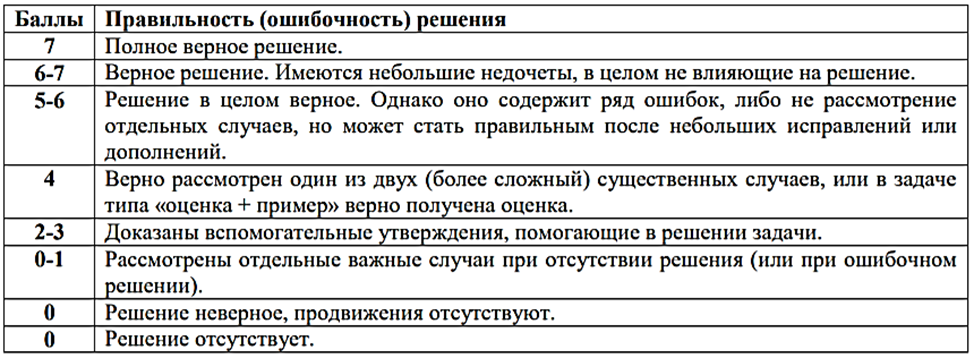 Баллы Правильность (ошибочность) решения
7 Полное верное решение.
6-7 Верное решение. Имеются небольшие недочеты, в целом не влияющие на решение.
5-6 Решение в целом верное. Однако оно содержит ряд ошибок, либо не рассмотрение
отдельных случаев, но может стать правильным после небольших исправлений или
дополнений.
4 Верно рассмотрен один из двух (более сложный) существенных случаев, или в задаче
типа «оценка + пример» верно получена оценка.
2-3 Доказаны вспомогательные утверждения, помогающие в решении задачи.
0-1 Рассмотрены отдельные важные случаи при отсутствии решения (или при ошибочном
решении).
0 Решение неверное, продвижения отсутствуют.
0 Решение отсутствует.